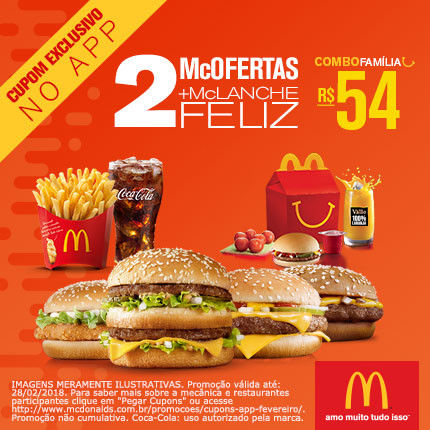 CUPOM EXCLUSIVO
NO APP
2 McOFERTAS
+McLANCHE
FELIZ
COMBOFAMÍLIA
R$54
Coca-Cola
Valle
100%
IMAGENS MERAMENTE ILUSTRATIVAS. Promoção válida até:
28/02/2018. Para saber mais sobre a mecânica e restaurantes
participantes clique em "Pegar Cupons" ou acesse
http://www.mcdonalds.com.br/promocoes/cupons-app-fevereiro/.
Promoção não cumulativa. Coca-Cola: uso autorizado pela marca.
amo muito tudo isso